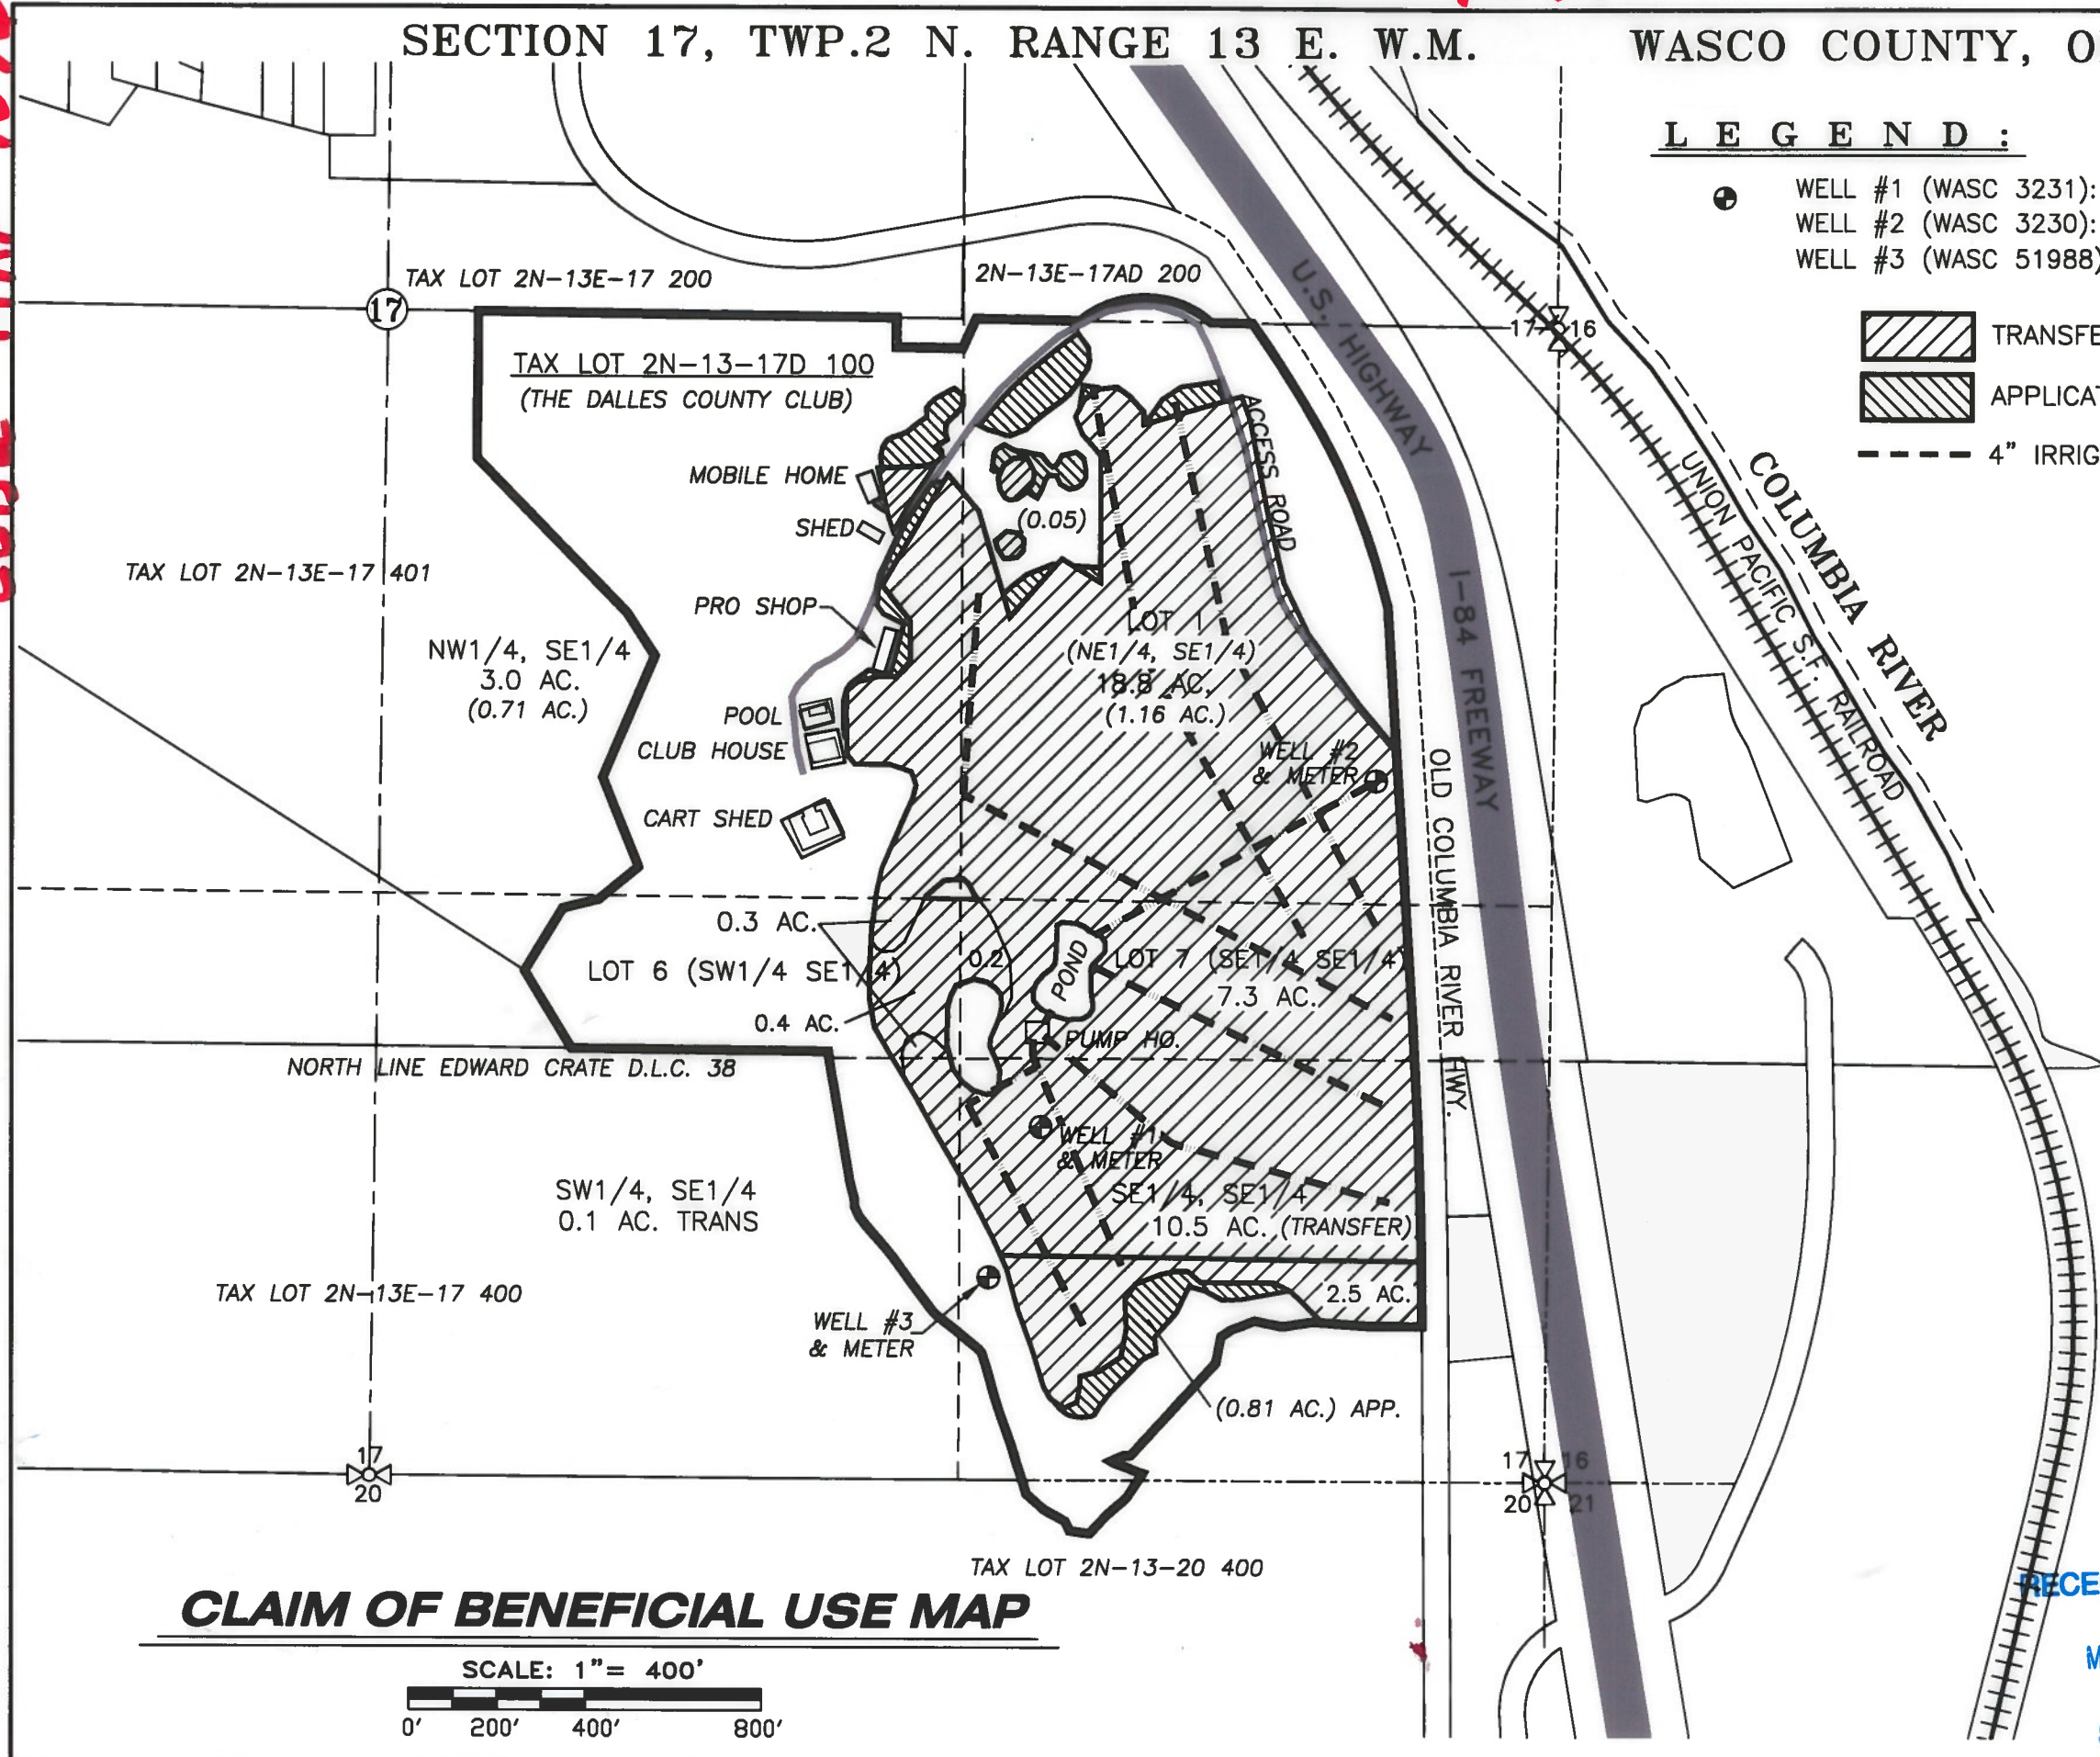 SECTION 17, TWP.2 N. RANGE 13 E. W.M.
WASCO COUNTY,
LEGEND:
WELL #1 (WASC 3231):
WELL #2 (WASC 3230):
WELL #3 (WASC 51988)
4"
TAX LOT 2N-13E-17 200
2N-13E-17AD 200
17
17 16
TAX LOT 2N-13-17D 100
(THE DALLES COUNTY CLUB)
U.S. HIGHWAY
ACCESS ROAD
MOBILE HOME
SHED
(0.05)
UNION PACIFIC S.F. RAILROAD
COLUMBIA RIVER
TAX LOT 2N-13E-17 401
PRO SHOP
I-84 FREEWAY
NW1/4, SE1/4
3.0 AC.
(0.71 AC.)
LOT 1
(NE1/4, SE1/4)
18.8 AC.
(1.16 AC.)
POOL
CLUB HOUSE
WELL #2
& METER
CART SHED
OLD COLUMBIA RIVER HWY.
0.3 AC.
0.2
POND
LOT 6 (SW1/4 SE1/4)
LOT 7 (SE1/4 SE1/4)
7.3 AC.
0.4 AC.
PUMP HO.
NORTH LINE EDWARD CRATE D.L.C. 38
WELL #1
& METER
SW1/4, SE1/4
0.1 AC. TRANS
SE1/4, SE1/4
10.5 AC. (TRANSFER)
TAX LOT 2N-13E-17 400
2.5 AC.
WELL #3
& METER
(0.81 AC.) APP.
17
20
17 16
20 21
TAX LOT 2N-13-20 400
CLAIM OF BENEFICIAL USE MAP
SCALE: 1"= 400'
0' 200' 400' 800'